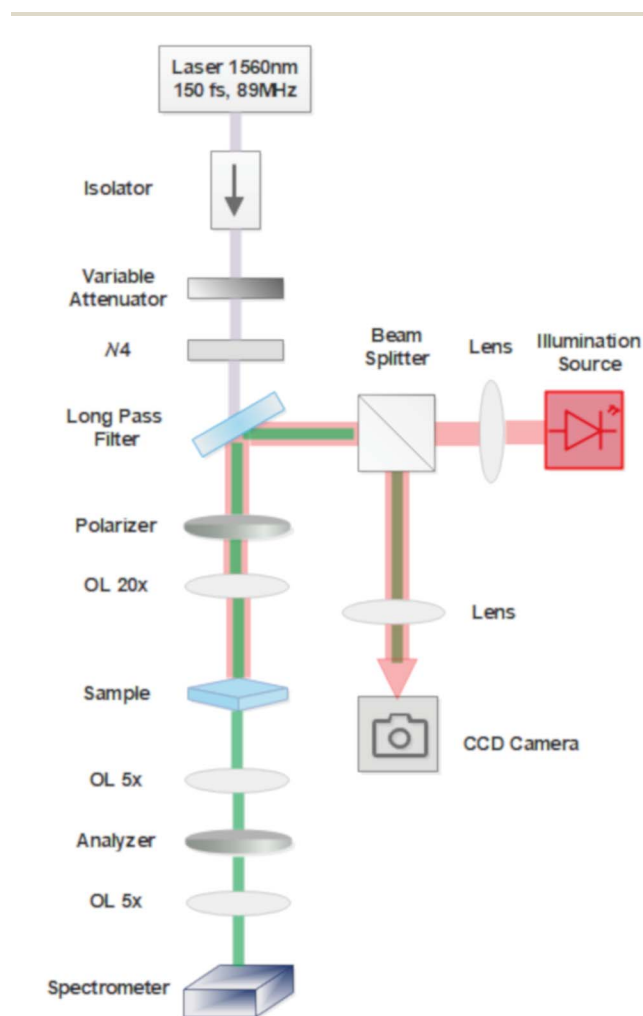 Laser 1560nm
150 fs, 89MHz
Isolator
Variable
Attenuator
λ/4
Beam
Splitter
Lens
Illumination
Source
Long Pass
Filter
Polarizer
OL 20x
Lens
Sample
CCD Camera
OL 5x
Analyzer
OL 5x
Spectrometer